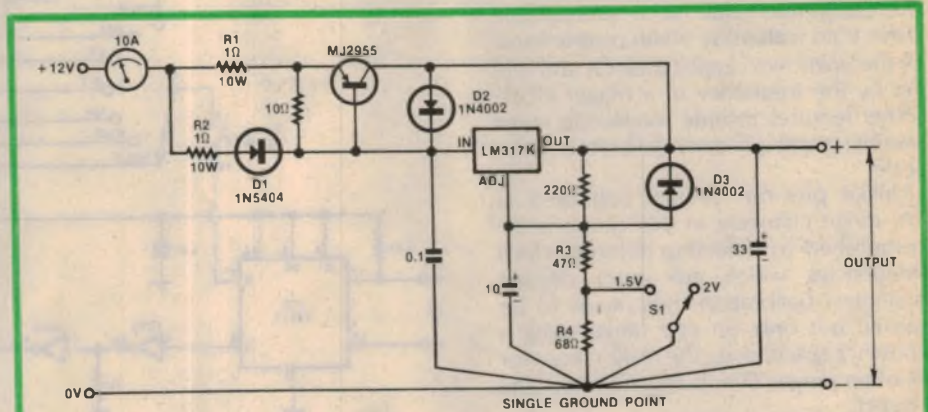 10A
+12V
R1
1Ω
10W
MJ2955
10Ω
R2
1Ω
10W
D1
1N5404
D2
1N4002
IN
LM317K
OUT
ADJ
220Ω
D3
1N4002
0.1
10
+
R3
47Ω
1.5V
2V
S1
R4
68Ω
33
+
−
+
OUTPUT
−
0V
SINGLE GROUND POINT